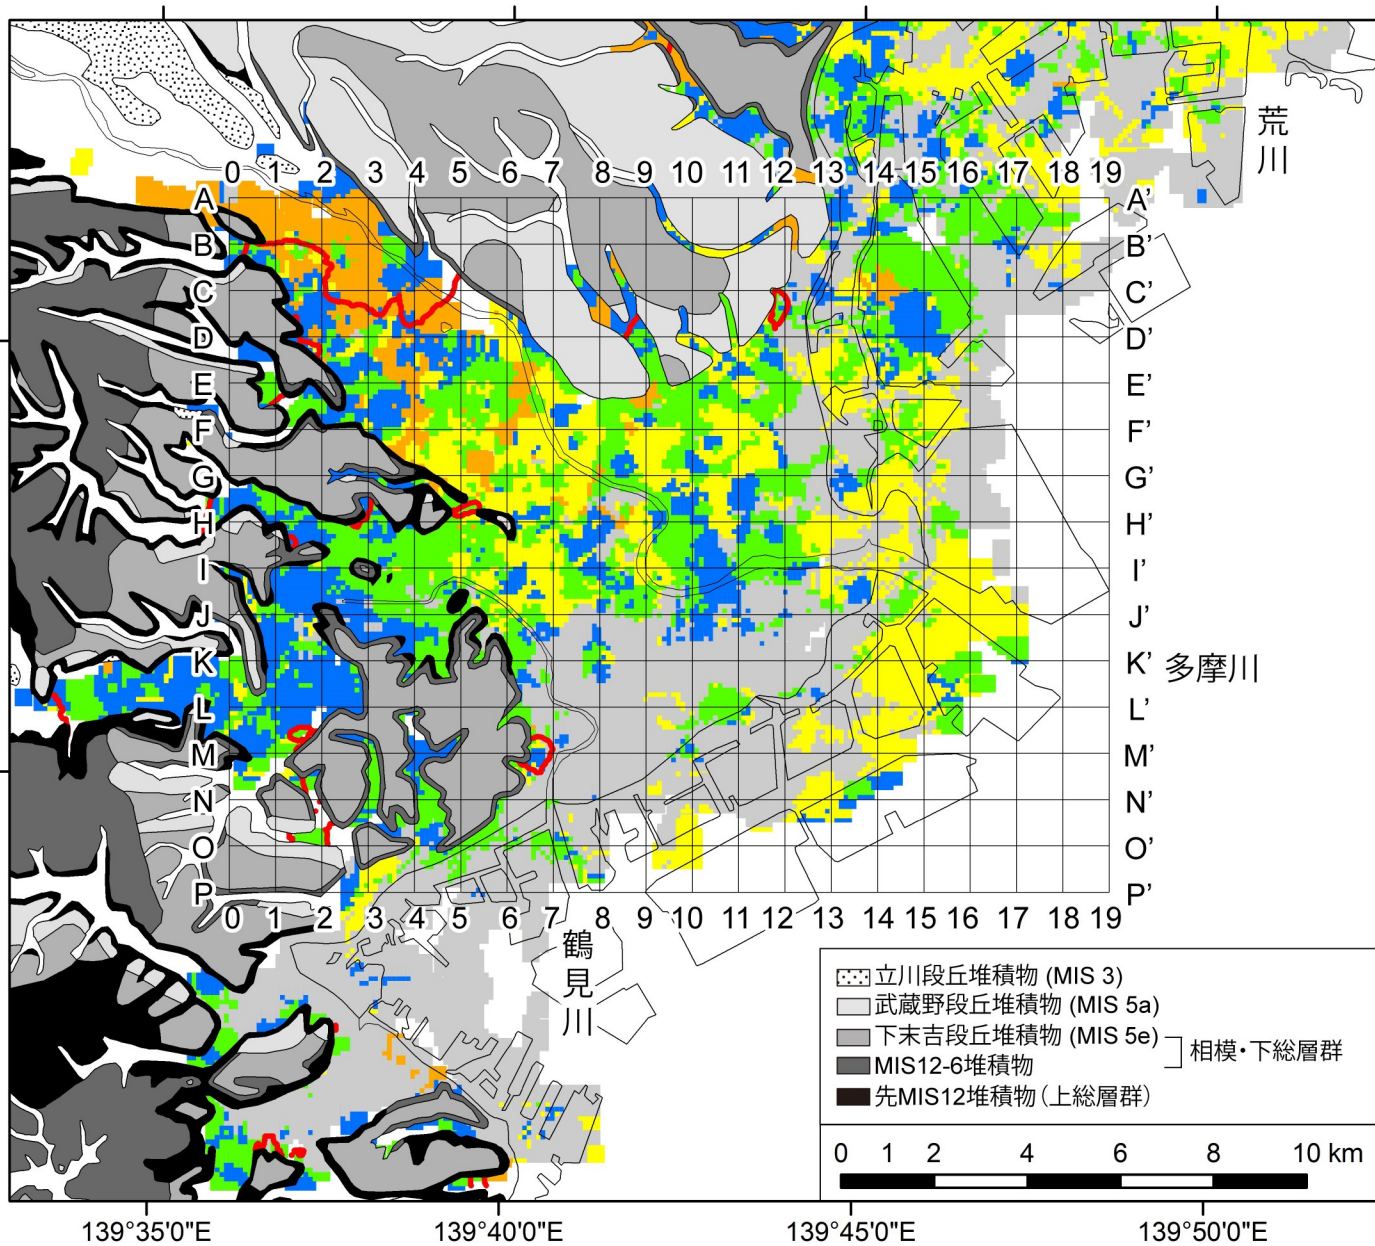 荒川
0 1 2 3 4 5 6 7 8 9 10 11 12 13 14 15 16 17 18 19
A A'
B B'
C C'
D D'
E E'
F F'
G G'
H H'
I I'
J J'
K K' 多摩川
L L'
M M'
N N'
O O'
P P'
0 1 2 3 4 5 6 7 8 9 10 11 12 13 14 15 16 17 18 19
鶴見川
立川段丘堆積物 (MIS 3)
武蔵野段丘堆積物 (MIS 5a)
下末吉段丘堆積物 (MIS 5e)
相模・下総層群
MIS12-6堆積物
先MIS12堆積物（上総層群）
0 1 2 4 6 8 10 km
139°35'0"E 139°40'0"E 139°45'0"E 139°50'0"E